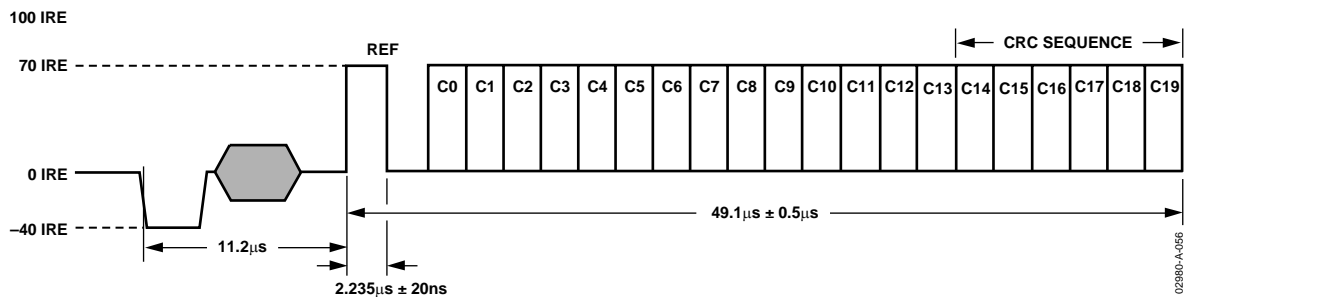 100 IRE
CRC SEQUENCE
REF
70 IRE
C0 C1 C2 C3 C4 C5 C6 C7 C8 C9 C10 C11 C12 C13 C14 C15 C16 C17 C18 C19
0 IRE
49.1μs ± 0.5μs
–40 IRE
11.2μs
2.235μs ± 20ns
02980-A-056